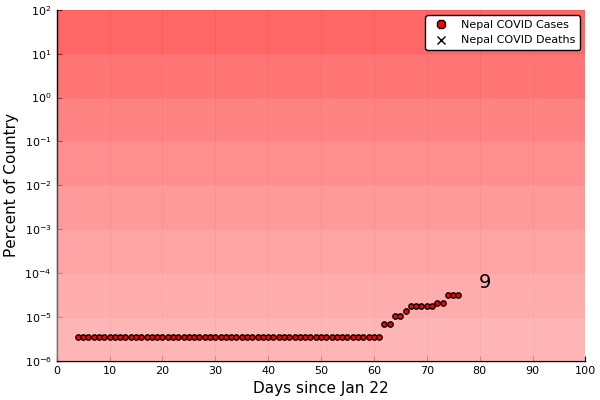 10²
Nepal COVID Cases
Nepal COVID Deaths
10¹
10⁰
10⁻¹
10⁻²
10⁻³
10⁻⁴
10⁻⁵
10⁻⁶
Percent of Country
9
0 10 20 30 40 50 60 70 80 90 100
Days since Jan 22